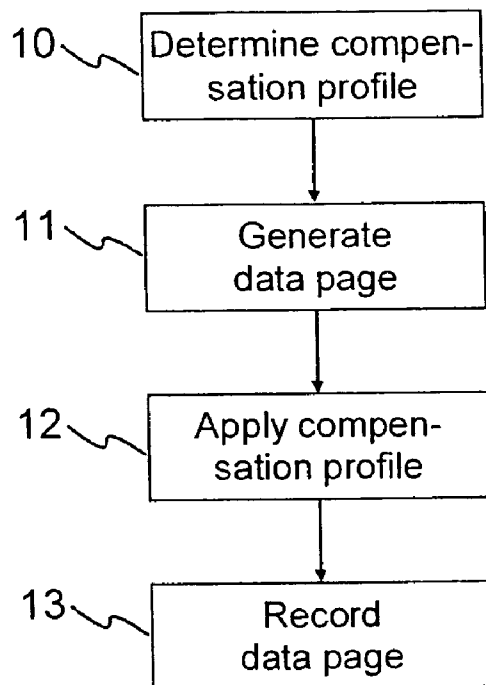 10
Determine compen-
sation profile
11
Generate
data page
12
Apply compen-
sation profile
13
Record
data page